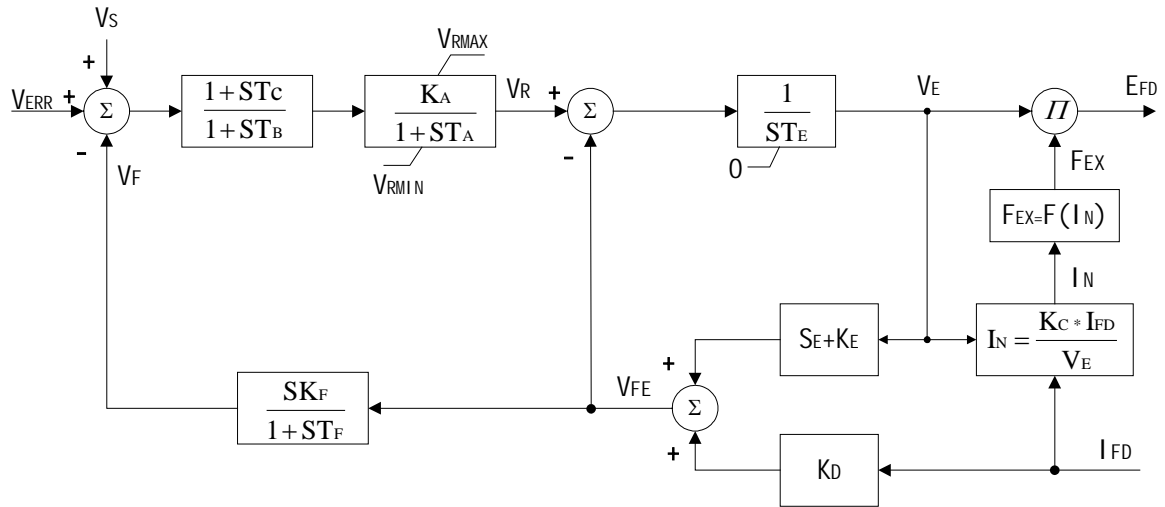 VS
VRMAX
+
VERR
+
Σ
-
1+STC
1+STB
KA
1+STA
VR
+
Σ
-
1
STE
0
VE
Π
EFD
VF
VRMIN
FEX
FEX=F(IN)
IN
SE+KE
IN = KC * IFD
VE
+
VFE
Σ
+
SKF
1+STF
KD
IFD